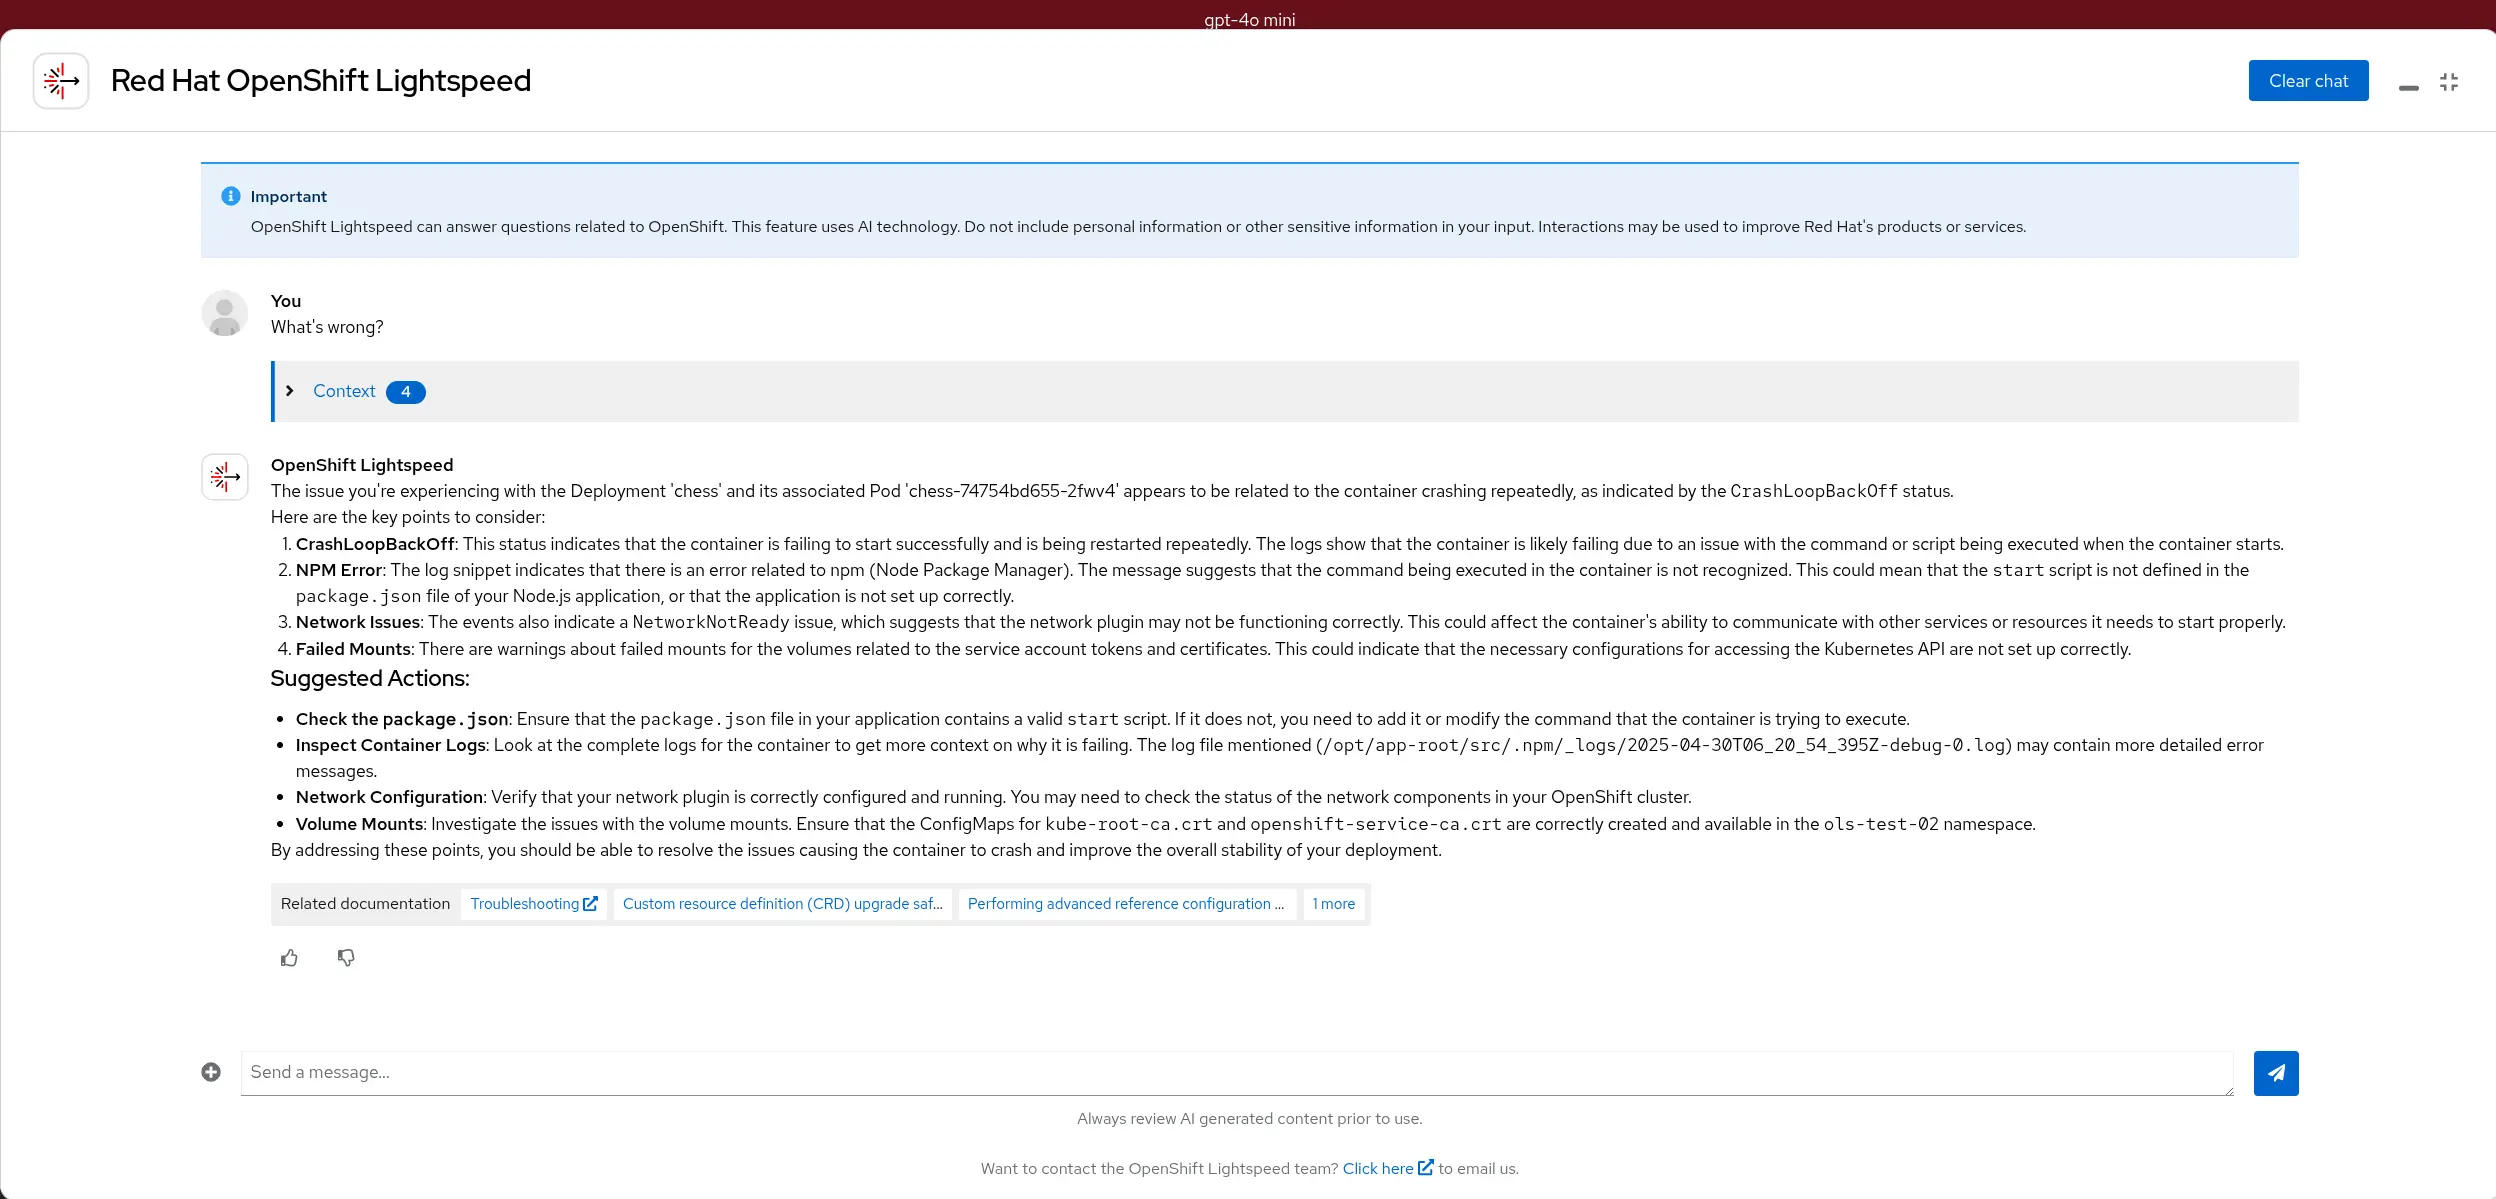 gpt-4o mini
Red Hat OpenShift Lightspeed
Clear chat
Important
OpenShift Lightspeed can answer questions related to OpenShift. This feature uses AI technology. Do not include personal information or other sensitive information in your input. Interactions may be used to improve Red Hat's products or services.
You
What's wrong?
Context 4
OpenShift Lightspeed
The issue you're experiencing with the Deployment 'chess' and its associated Pod 'chess-74754bd655-2fwv4' appears to be related to the container crashing repeatedly, as indicated by the CrashLoopBackOff status.
Here are the key points to consider:
1. CrashLoopBackOff: This status indicates that the container is failing to start successfully and is being restarted repeatedly. The logs show that the container is likely failing due to an issue with the command or script being executed when the container starts.
2. NPM Error: The log snippet indicates that there is an error related to npm (Node Package Manager). The message suggests that the command being executed in the container is not recognized. This could mean that the start script is not defined in the
package.json file of your Node.js application, or that the application is not set up correctly.
3. Network Issues: The events also indicate a NetworkNotReady issue, which suggests that the network plugin may not be functioning correctly. This could affect the container's ability to communicate with other services or resources it needs to start properly.
4. Failed Mounts: There are warnings about failed mounts for the volumes related to the service account tokens and certificates. This could indicate that the necessary configurations for accessing the Kubernetes API are not set up correctly.
Suggested Actions:
• Check the package.json: Ensure that the package.json file in your application contains a valid start script. If it does not, you need to add it or modify the command that the container is trying to execute.
• Inspect Container Logs: Look at the complete logs for the container to get more context on why it is failing. The log file mentioned (/opt/app-root/src/.npm/_logs/2025-04-30T06_20_54_395Z-debug-0.log) may contain more detailed error
messages.
• Network Configuration: Verify that your network plugin is correctly configured and running. You may need to check the status of the network components in your OpenShift cluster.
• Volume Mounts: Investigate the issues with the volume mounts. Ensure that the ConfigMaps for kube-root-ca.crt and openshift-service-ca.crt are correctly created and available in the ols-test-02 namespace.
By addressing these points, you should be able to resolve the issues causing the container to crash and improve the overall stability of your deployment.
Related documentation Troubleshooting Custom resource definition (CRD) upgrade saf... Performing advanced reference configuration ... 1 more
Send a message...
Always review AI generated content prior to use.
Want to contact the OpenShift Lightspeed team? Click here to email us.